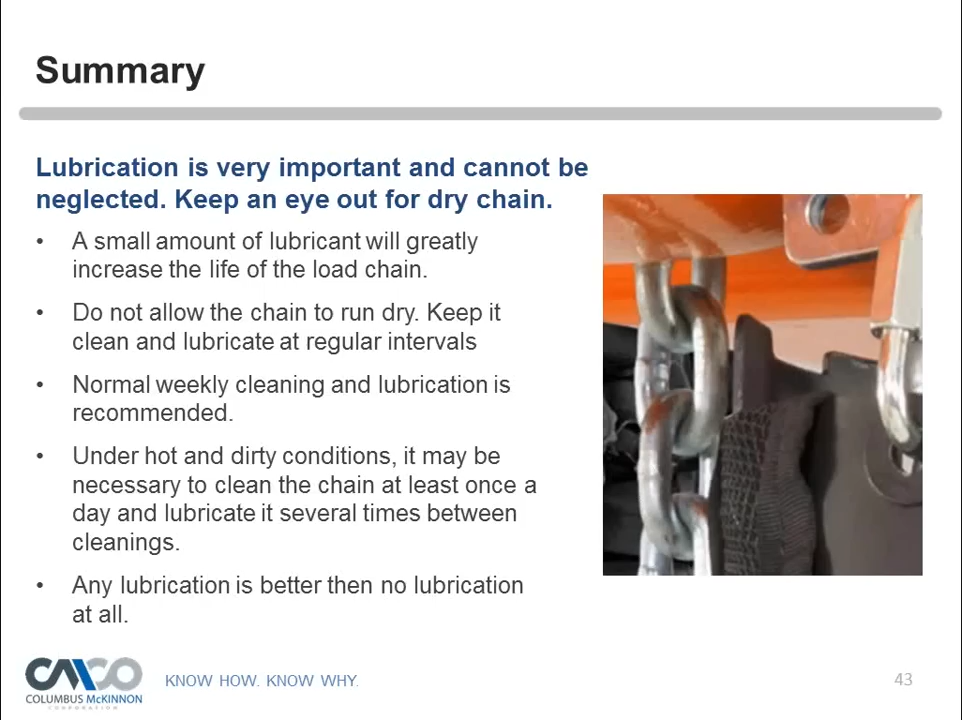 Summary
Lubrication is very important and cannot be
neglected. Keep an eye out for dry chain.
• A small amount of lubricant will greatly
increase the life of the load chain.
• Do not allow the chain to run dry. Keep it
clean and lubricate at regular intervals
• Normal weekly cleaning and lubrication is
recommended.
• Under hot and dirty conditions, it may be
necessary to clean the chain at least once a
day and lubricate it several times between
cleanings.
• Any lubrication is better then no lubrication
at all.
CMCO
COLUMBUS McKINNON
CORPORATION
KNOW HOW. KNOW WHY.
43